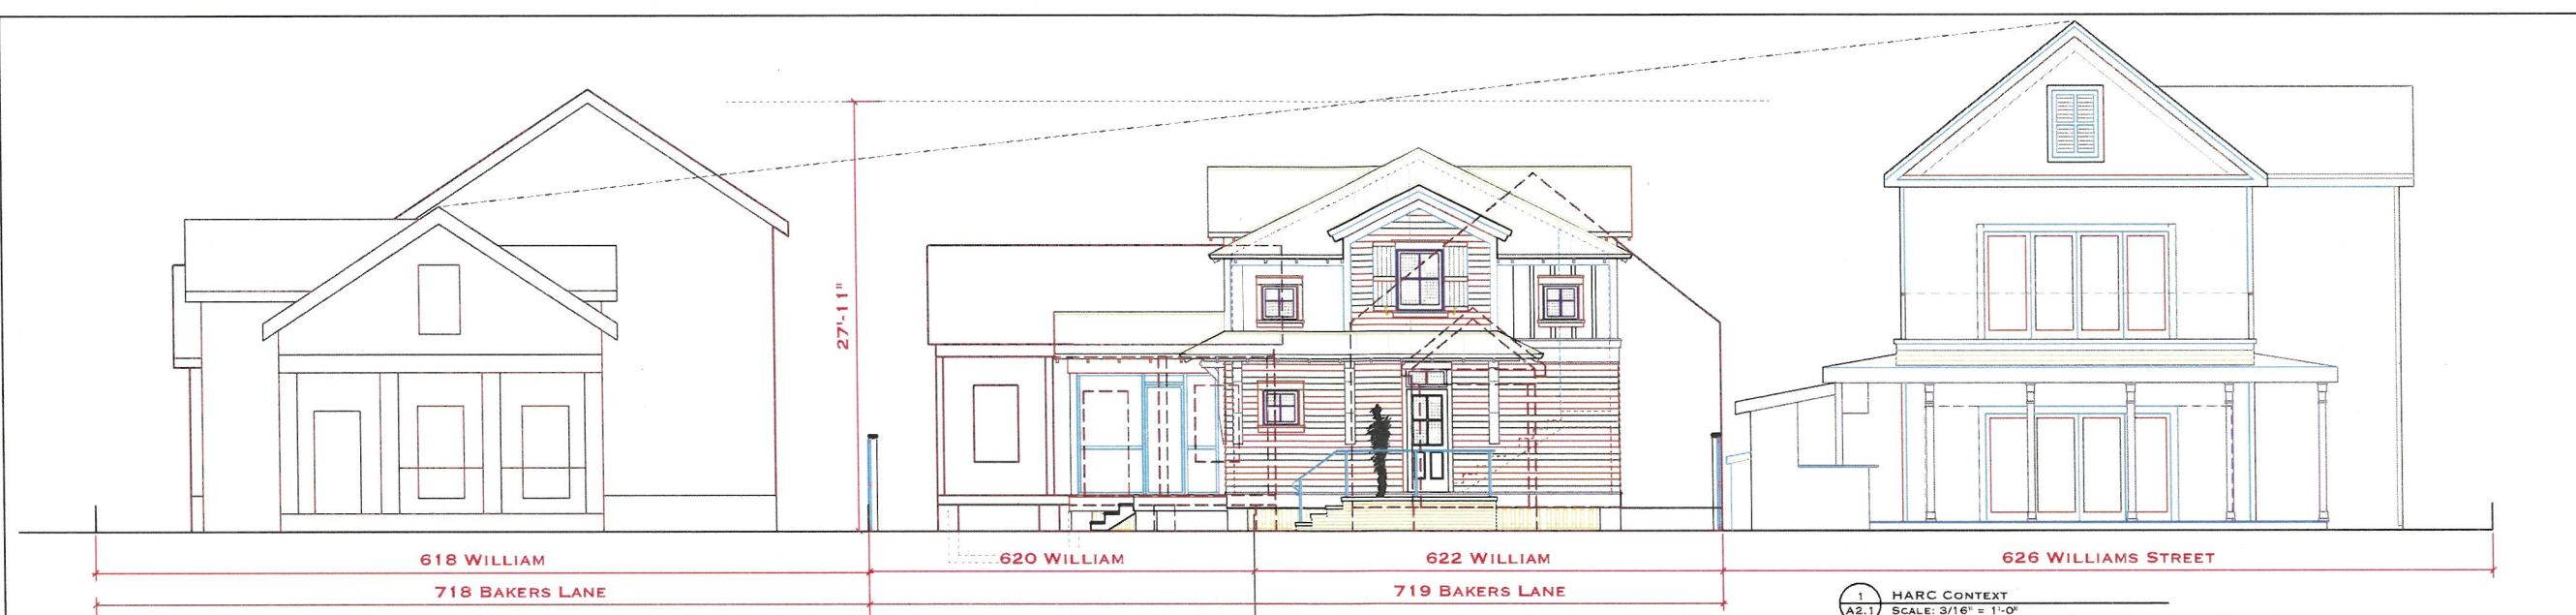 27'-11"
618 WILLIAM
620 WILLIAM
622 WILLIAM
626 WILLIAMS STREET
718 BAKERS LANE
719 BAKERS LANE
1
A2.1
HARC CONTEXT
SCALE: 3/16" = 1'-0"